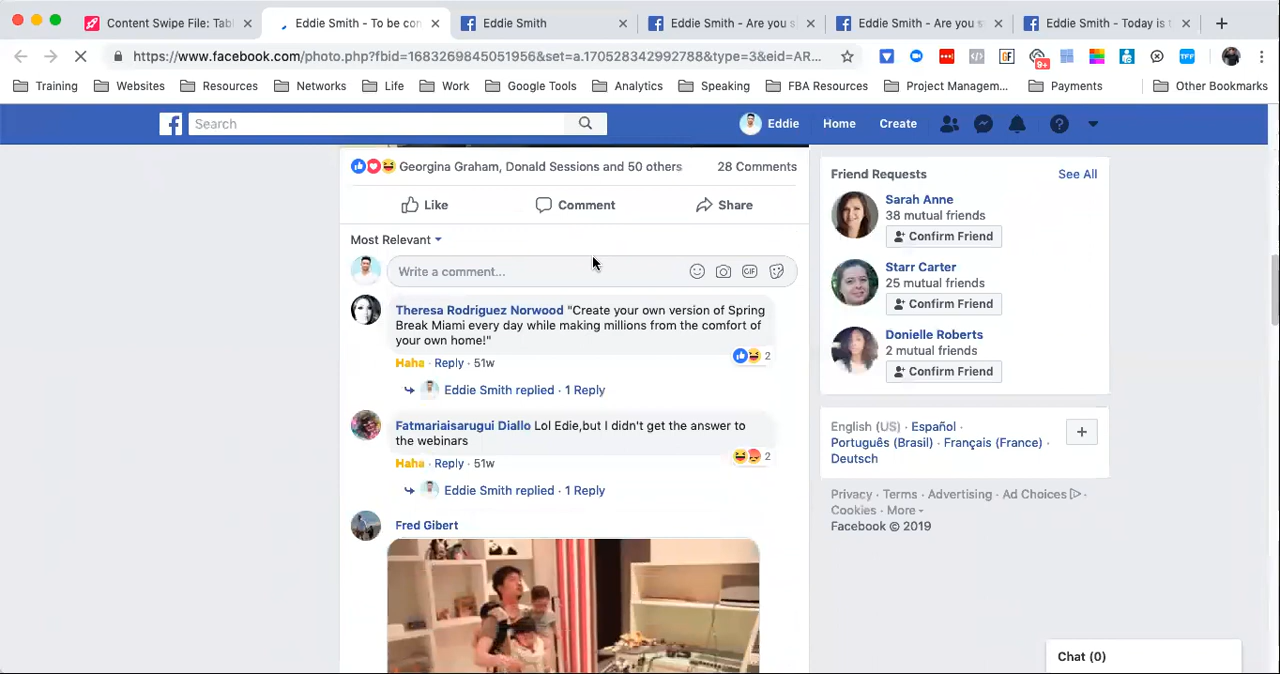 Content Swipe File: Tabl
Eddie Smith - To be con
Eddie Smith
Eddie Smith - Are you s
Eddie Smith - Are you s
Eddie Smith - Today is t
https://www.facebook.com/photo.php?fbid=1683269845051956&set=a.170528342992788&type=3&eid=AR...
GF
9+
TFF
Training
Websites
Resources
Networks
Life
Work
Google Tools
Analytics
Speaking
FBA Resources
Project Managem...
Payments
Other Bookmarks
Search
Eddie
Home
Create
Georgina Graham, Donald Sessions and 50 others
28 Comments
Like
Comment
Share
Most Relevant
Write a comment...
GIF
Theresa Rodriguez Norwood "Create your own version of Spring
Break Miami every day while making millions from the comfort of
your own home!"
2
Haha · Reply · 51w
Eddie Smith replied · 1 Reply
Fatmariaisarugui Diallo Lol Edie,but I didn't get the answer to
the webinars
2
Haha · Reply · 51w
Eddie Smith replied · 1 Reply
Fred Gibert
Friend Requests
See All
Sarah Anne
38 mutual friends
Confirm Friend
Starr Carter
25 mutual friends
Confirm Friend
Donielle Roberts
2 mutual friends
Confirm Friend
English (US) · Español ·
Português (Brasil) · Français (France) ·
Deutsch
Privacy · Terms · Advertising · Ad Choices ·
Cookies · More
Facebook © 2019
Chat (0)